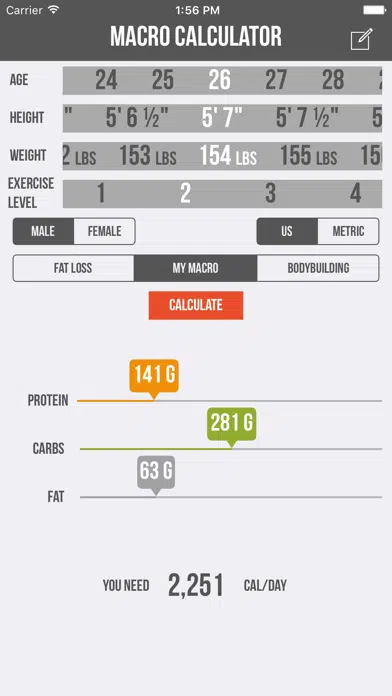 Carrier 1:56 PM
MACRO CALCULATOR
AGE 24 25 26 27 28
HEIGHT " 5' 6 ½" 5' 7" 5' 7 ½" 5
WEIGHT 2 LBS 153 LBS 154 LBS 155 LBS 15
EXERCISE
LEVEL 1 2 3 4
MALE FEMALE US METRIC
FAT LOSS MY MACRO BODYBUILDING
CALCULATE
141 G
PROTEIN
281 G
CARBS
63 G
FAT
YOU NEED 2,251 CAL/DAY